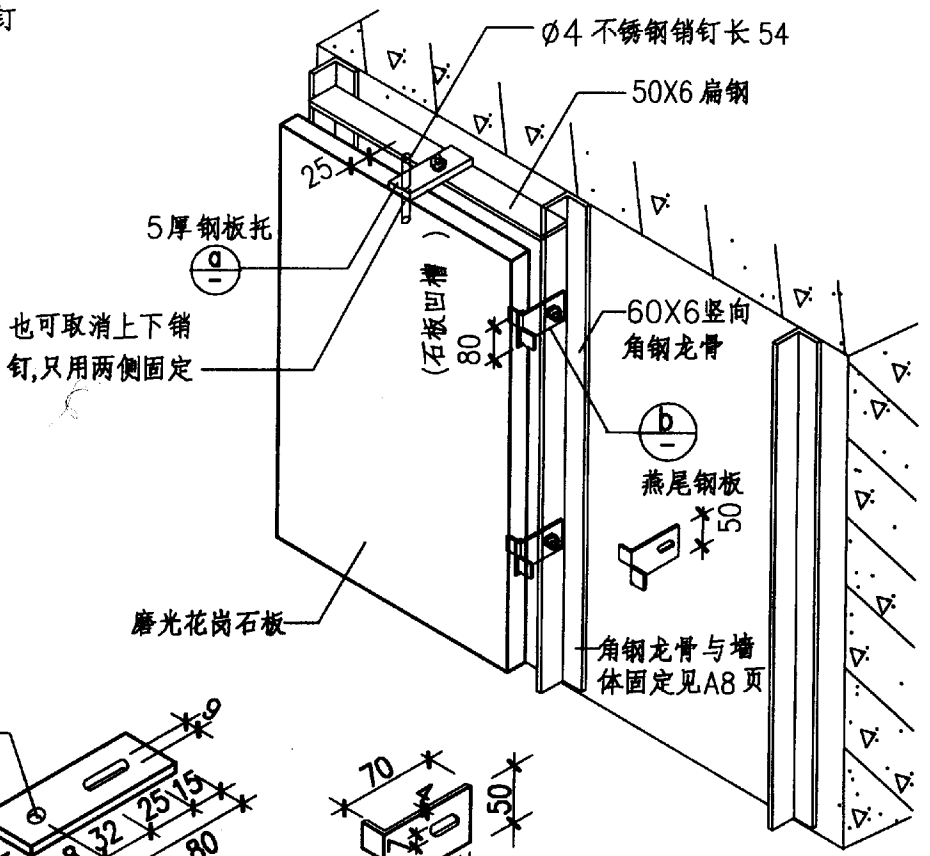 钉
Ø4 不锈钢销钉长 54
50X6 扁钢
25
5厚钢板托
a
-
也可取消上下销
钉,只用两侧固定
(石板凹槽)
80
60X6竖向
角钢龙骨
b
-
燕尾钢板
50
磨光花岗石板
角钢龙骨与墙
体固定见A8页
9
32
25
15
80
70
4
50